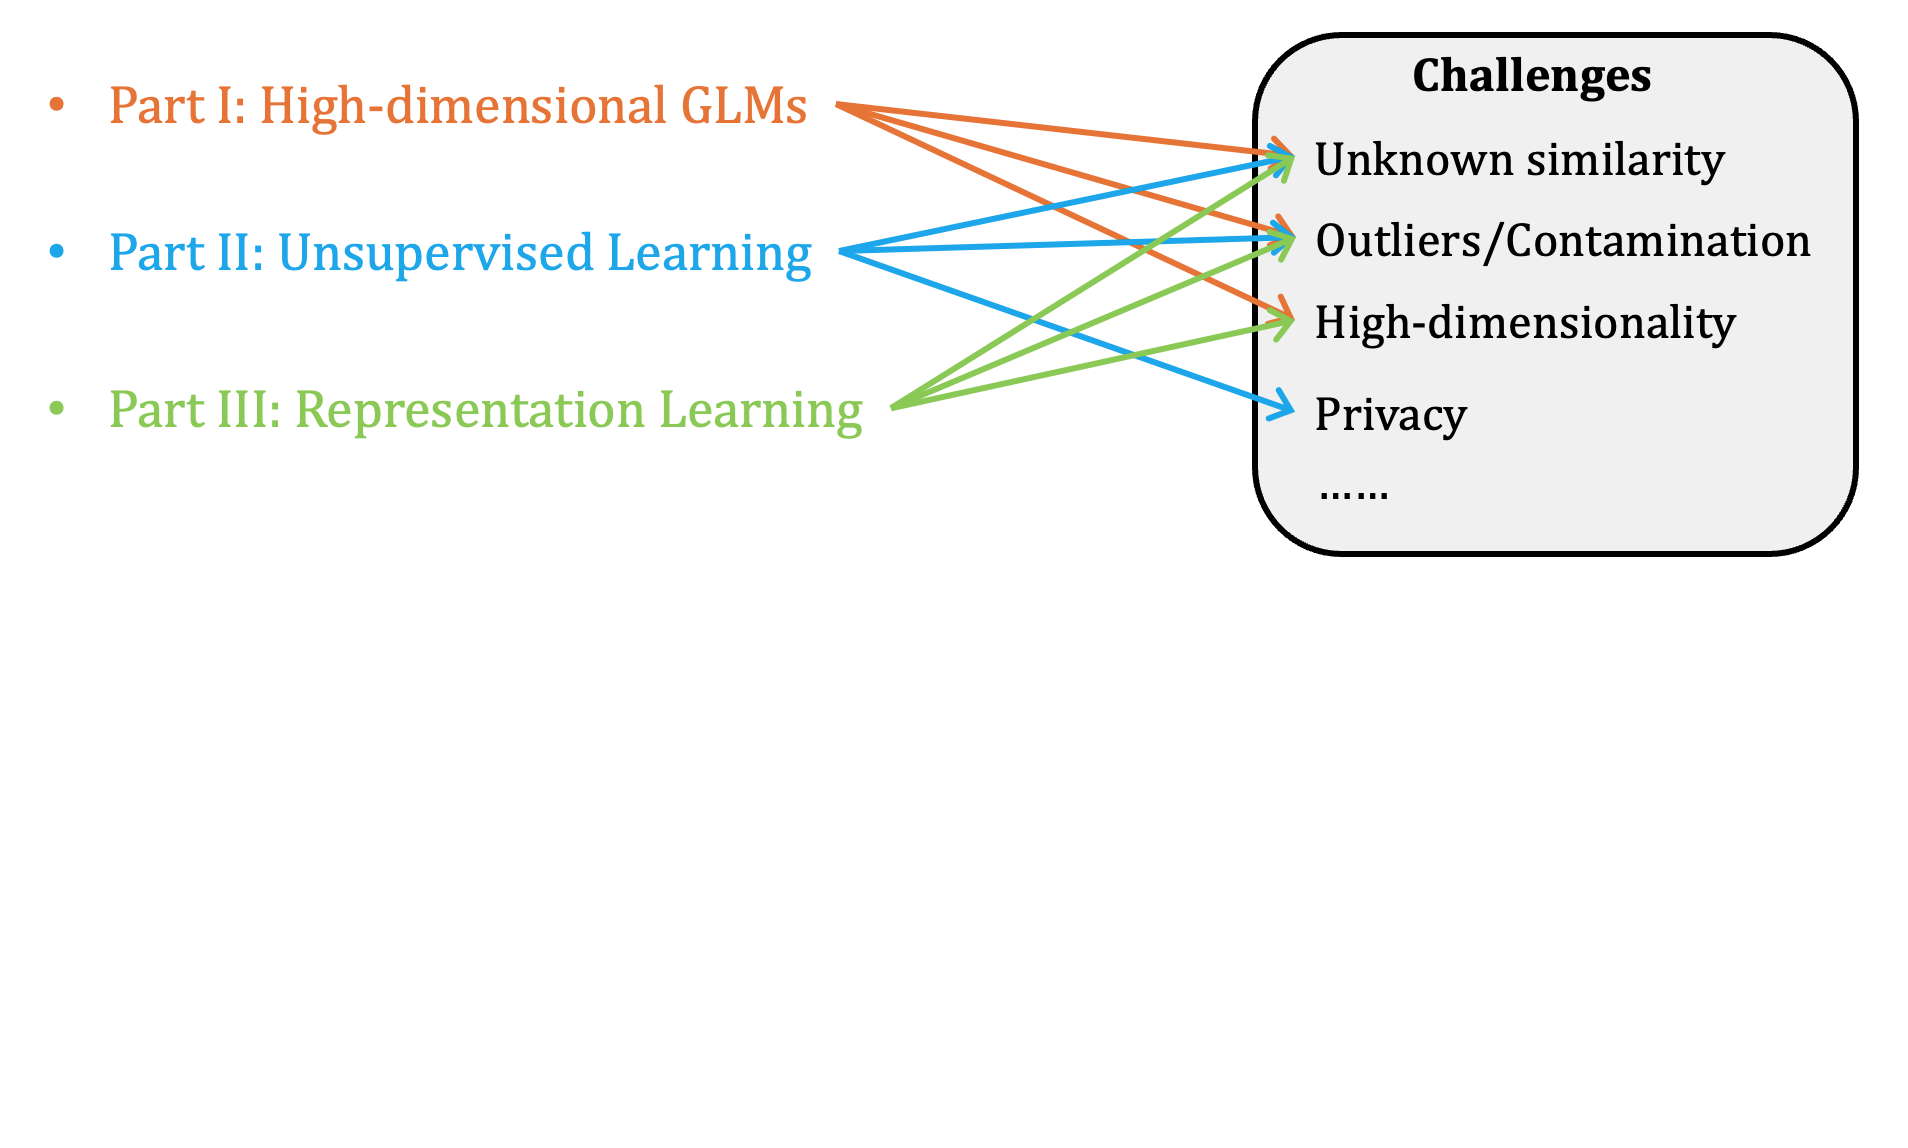 • Part I: High-dimensional GLMs
• Part II: Unsupervised Learning
• Part III: Representation Learning
Challenges
Unknown similarity
Outliers/Contamination
High-dimensionality
Privacy
……